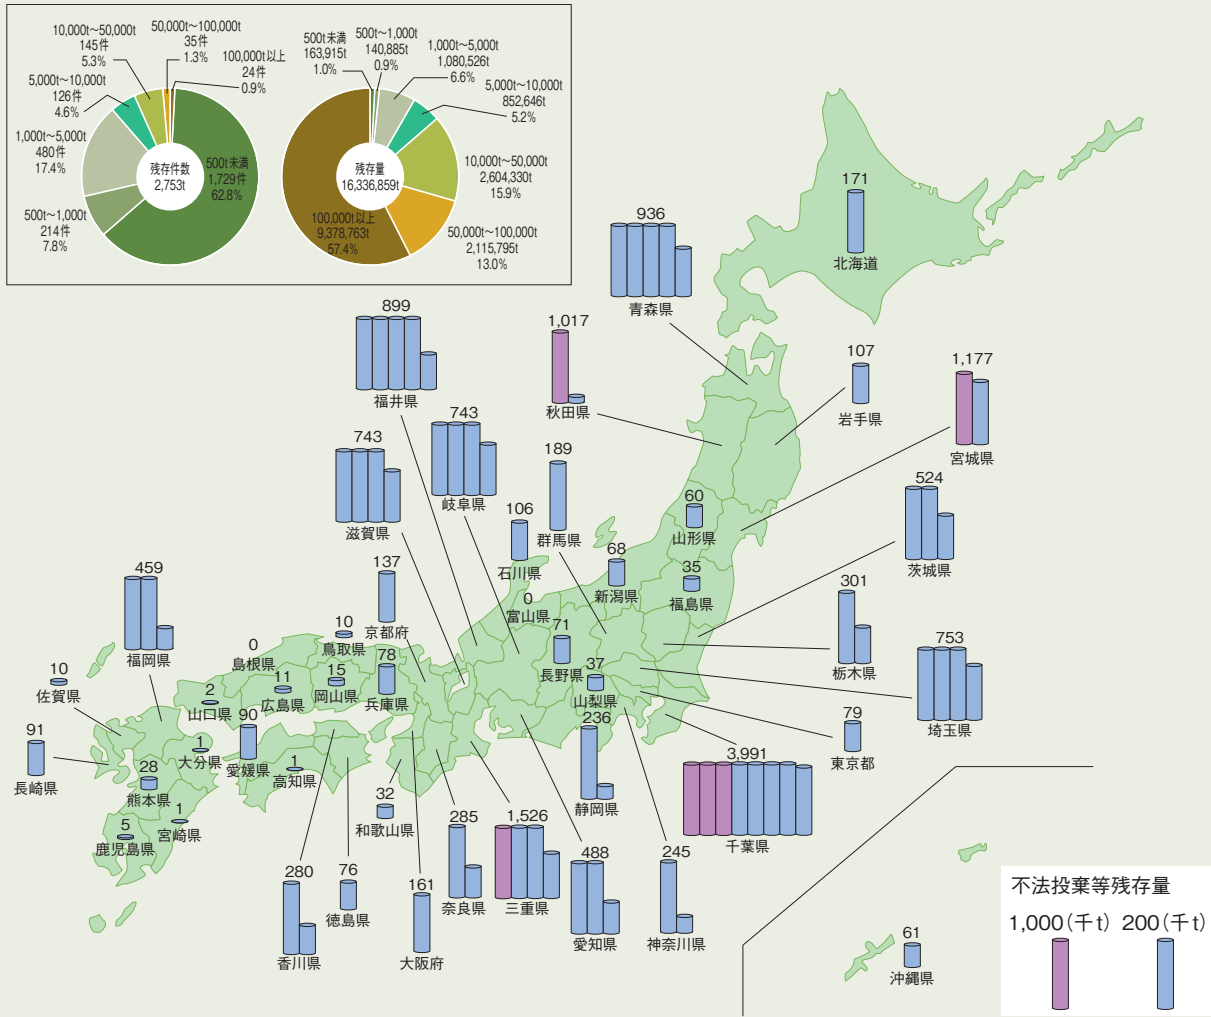 10,000t〜50,000t
145件
5.3%
50,000t〜100,000t
35件
1.3%
100,000t以上
24件
0.9%
5,000t〜10,000t
126件
4.6%
1,000t〜5,000t
480件
17.4%
500t〜1,000t
214件
7.8%
500t未満
1,729件
62.8%
残存件数
2,753t
500t未満
163,915t
1.0%
500t〜1,000t
140,885t
0.9%
1,000t〜5,000t
1,080,526t
6.6%
5,000t〜10,000t
852,646t
5.2%
10,000t〜50,000t
2,604,330t
15.9%
50,000t〜100,000t
2,115,795t
13.0%
100,000t以上
9,378,763t
57.4%
残存量
16,336,859t
171
北海道
936
青森県
899
福井県
1,017
秋田県
107
岩手県
1,177
宮城県
743
岐阜県
743
滋賀県
189
群馬県
106
石川県
60
山形県
524
茨城県
68
新潟県
35
福島県
0
富山県
301
栃木県
137
京都府
459
福岡県
10
鳥取県
0
島根県
71
長野県
37
山梨県
753
埼玉県
78
兵庫県
15
岡山県
11
広島県
2
山口県
10
佐賀県
236
静岡県
79
東京都
90
愛媛県
1
大分県
1
高知県
91
長崎県
28
熊本県
1
宮崎県
5
鹿児島県
3,991
千葉県
32
和歌山県
285
奈良県
1,526
三重県
488
愛知県
245
神奈川県
280
香川県
76
徳島県
161
大阪府
61
沖縄県
不法投棄等残存量
1,000(千t) 200(千t)